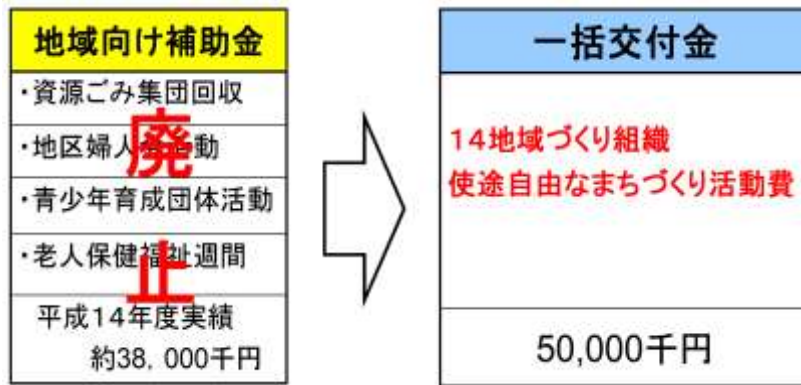 地域向け補助金
・資源ごみ集団回収
・地区婦人会活動
・青少年育成団体活動
・老人保健福祉週間
廃止
平成14年度実績
約38,000千円
一括交付金
14地域づくり組織
使途自由なまちづくり活動費
50,000千円